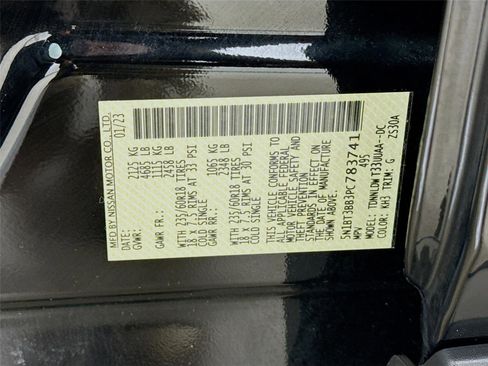 MFD BY NISSAN MOTOR CO., LTD.
DATE: 01/23
GVWR: 2125 KG
4685 LB
GAWR FR: 1115 KG
2458 LB
WITH 235/60R18 TIRES
18 X 7.5 RIMS AT 33 PSI
COLD SINGLE
GAWR RR: 1065 KG
2348 LB
WITH 235/60R18 TIRES
18 X 7.5 RIMS AT 30 PSI
COLD SINGLE
THIS VEHICLE CONFORMS TO ALL
APPLICABLE FEDERAL
MOTOR VEHICLE SAFETY AND
THEFT PREVENTION
STANDARDS IN EFFECT ON THE
DATE OF MANUFACTURE
SHOWN ABOVE.
5N1BT3BB3PC783741
MPV 495
MODEL: TDNNLDW T33UUAA--DC
COLOR: KH3 TRIM: G ZS30A